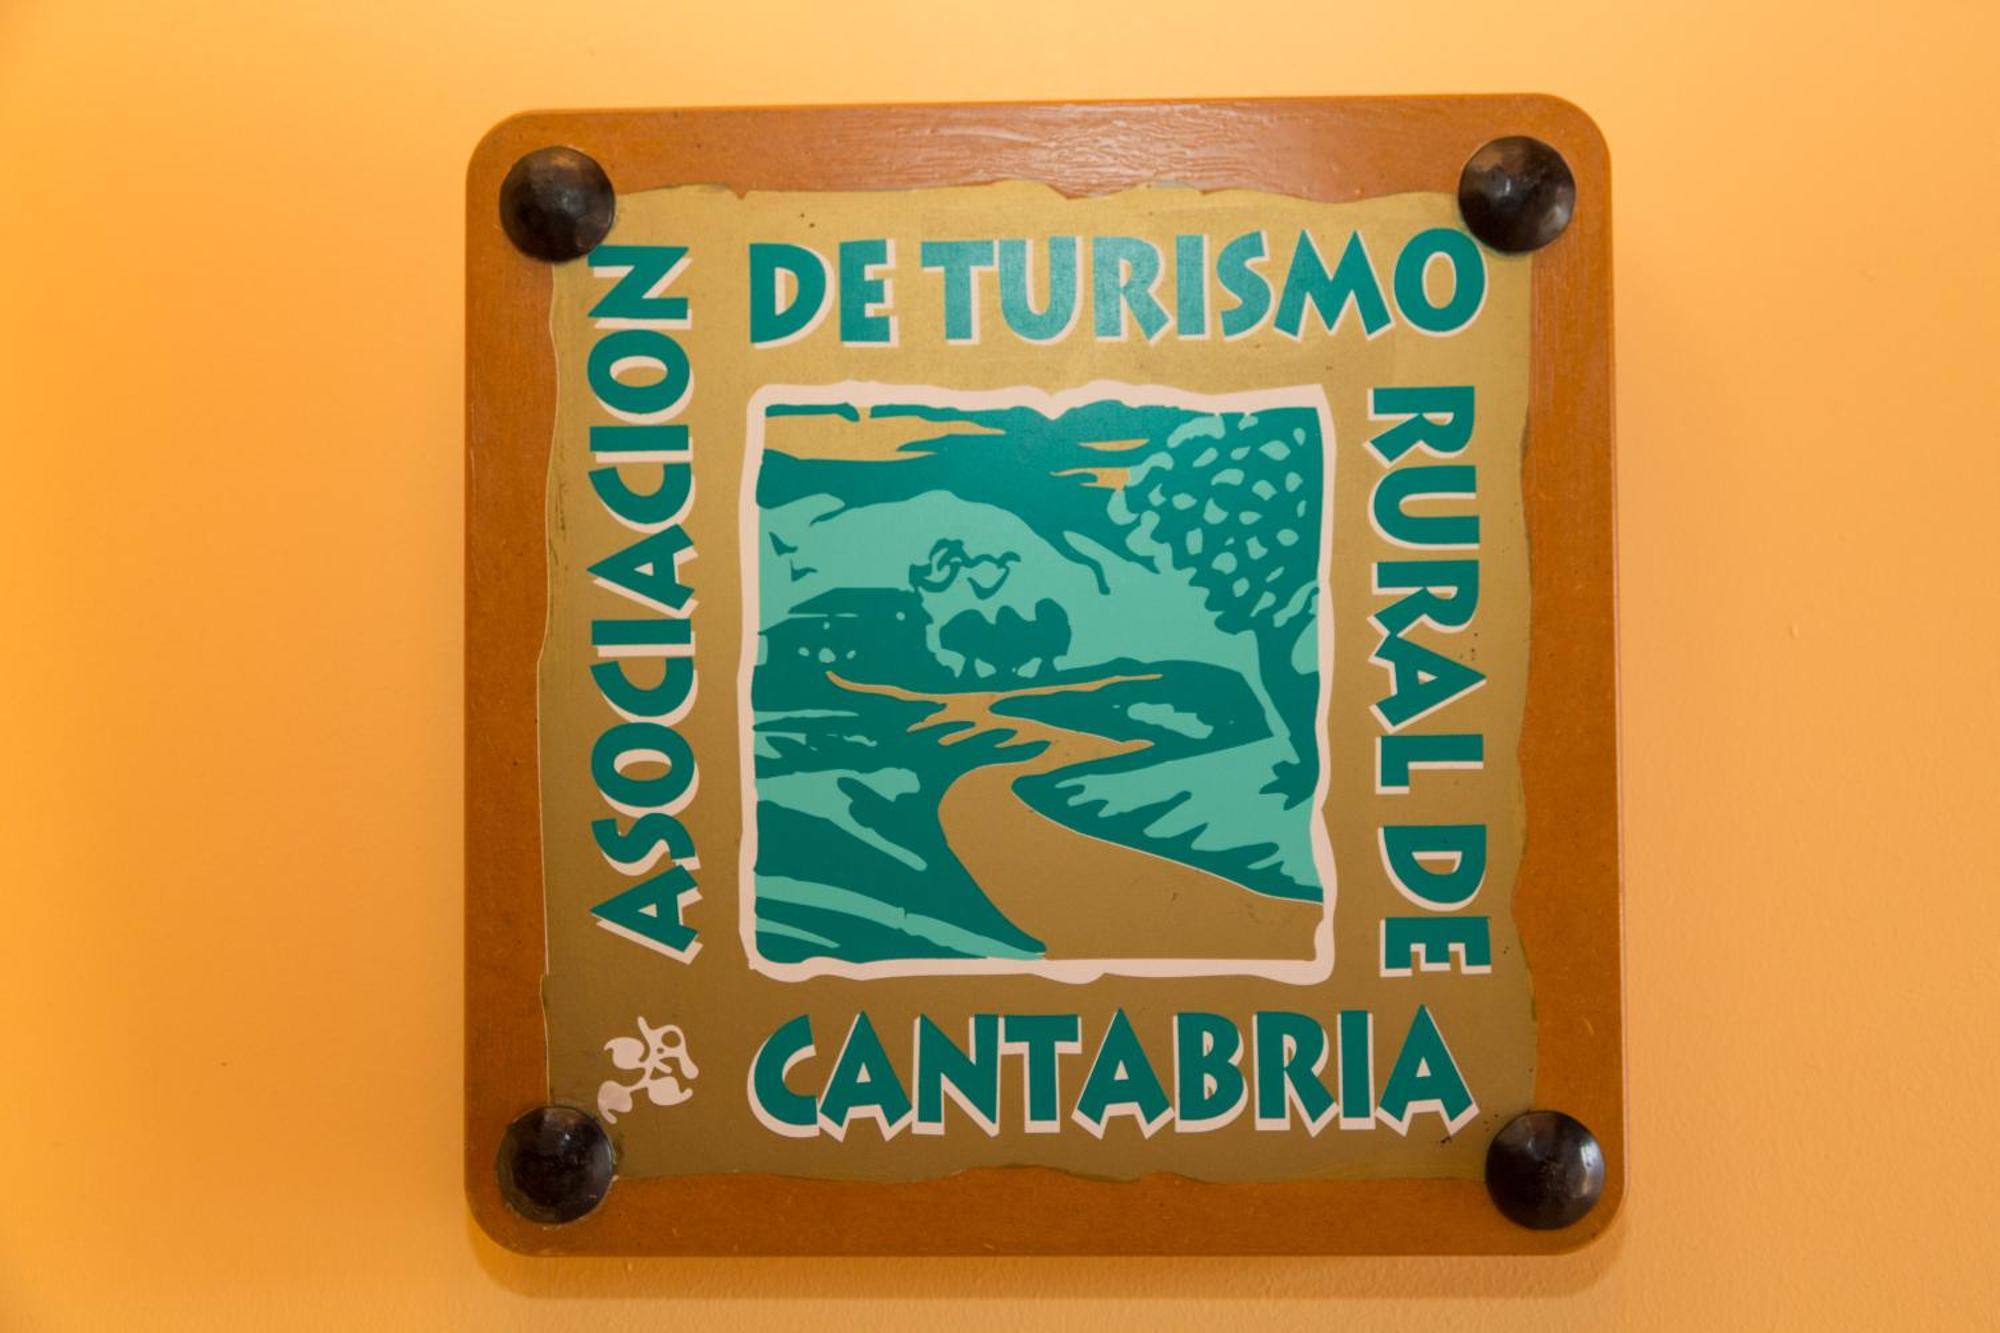 ASOCIACION
DE TURISMO
RURAL DE
CANTABRIA